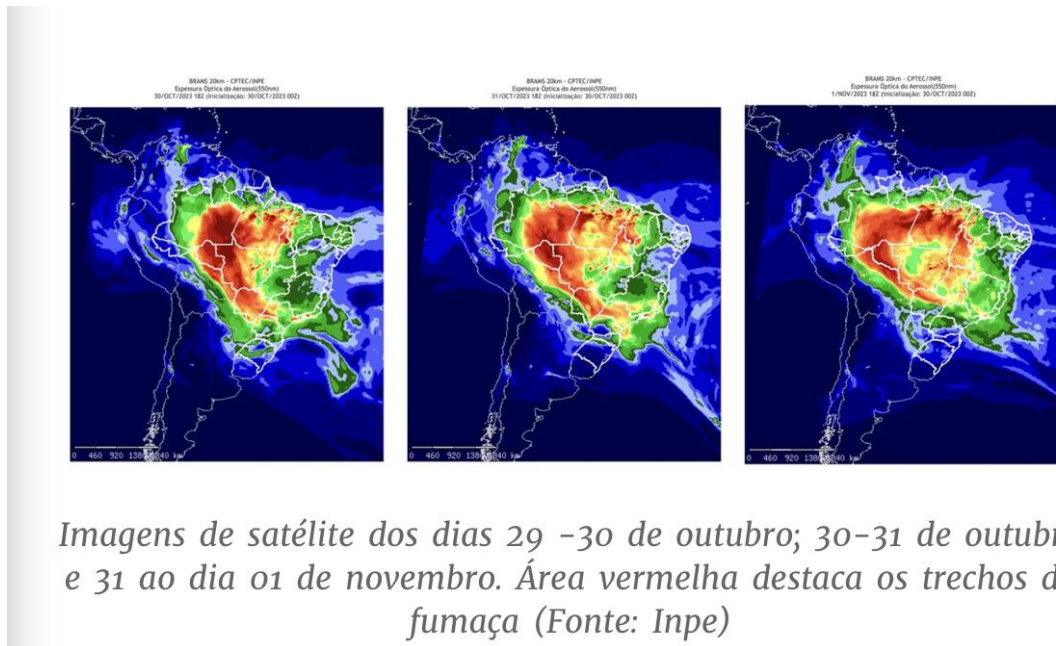 BRAMS 20km - CPTEC/INPE
Espessura Óptica do Aerossol(550nm)
30/OCT/2023 18Z (Inicialização: 30/OCT/2023 00Z)
BRAMS 20km - CPTEC/INPE
Espessura Óptica do Aerossol(550nm)
31/OCT/2023 18Z (Inicialização: 30/OCT/2023 00Z)
BRAMS 20km - CPTEC/INPE
Espessura Óptica do Aerossol(550nm)
1/NOV/2023 18Z (Inicialização: 30/OCT/2023 00Z)
0 460 920 km
0 460 920 km
0 460 920 km
Imagens de satélite dos dias 29 -30 de outubro; 30-31 de outub
e 31 ao dia 01 de novembro. Área vermelha destaca os trechos d
fumaça (Fonte: Inpe)